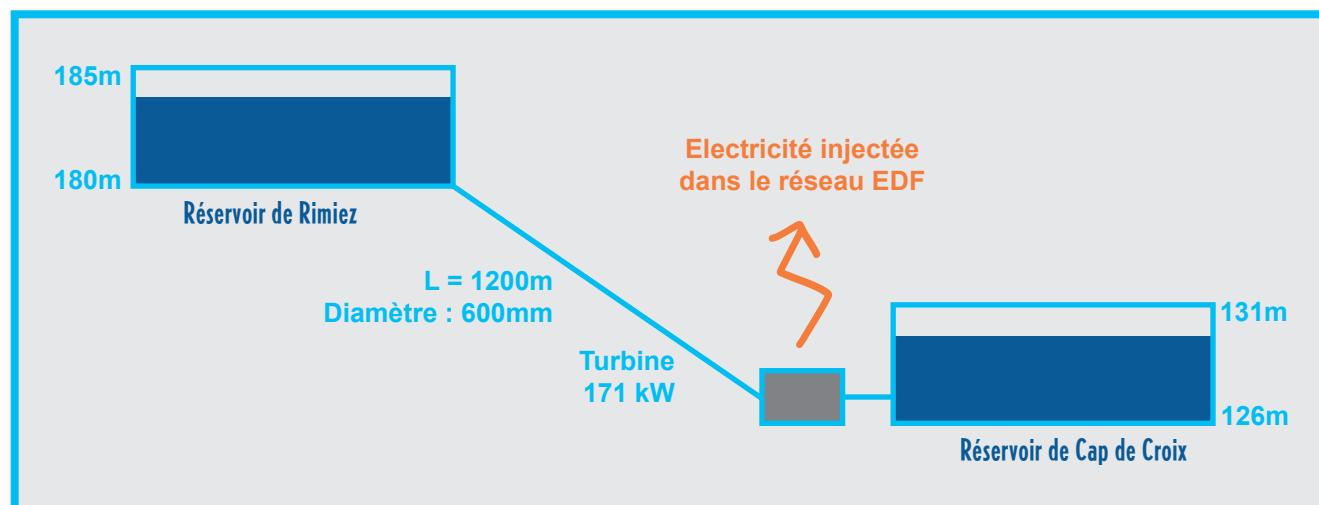 185m
180m
Réservoir de Rimiez
Electricité injectée
dans le réseau EDF
L = 1200m
Diamètre : 600mm
Turbine
171 kW
131m
126m
Réservoir de Cap de Croix